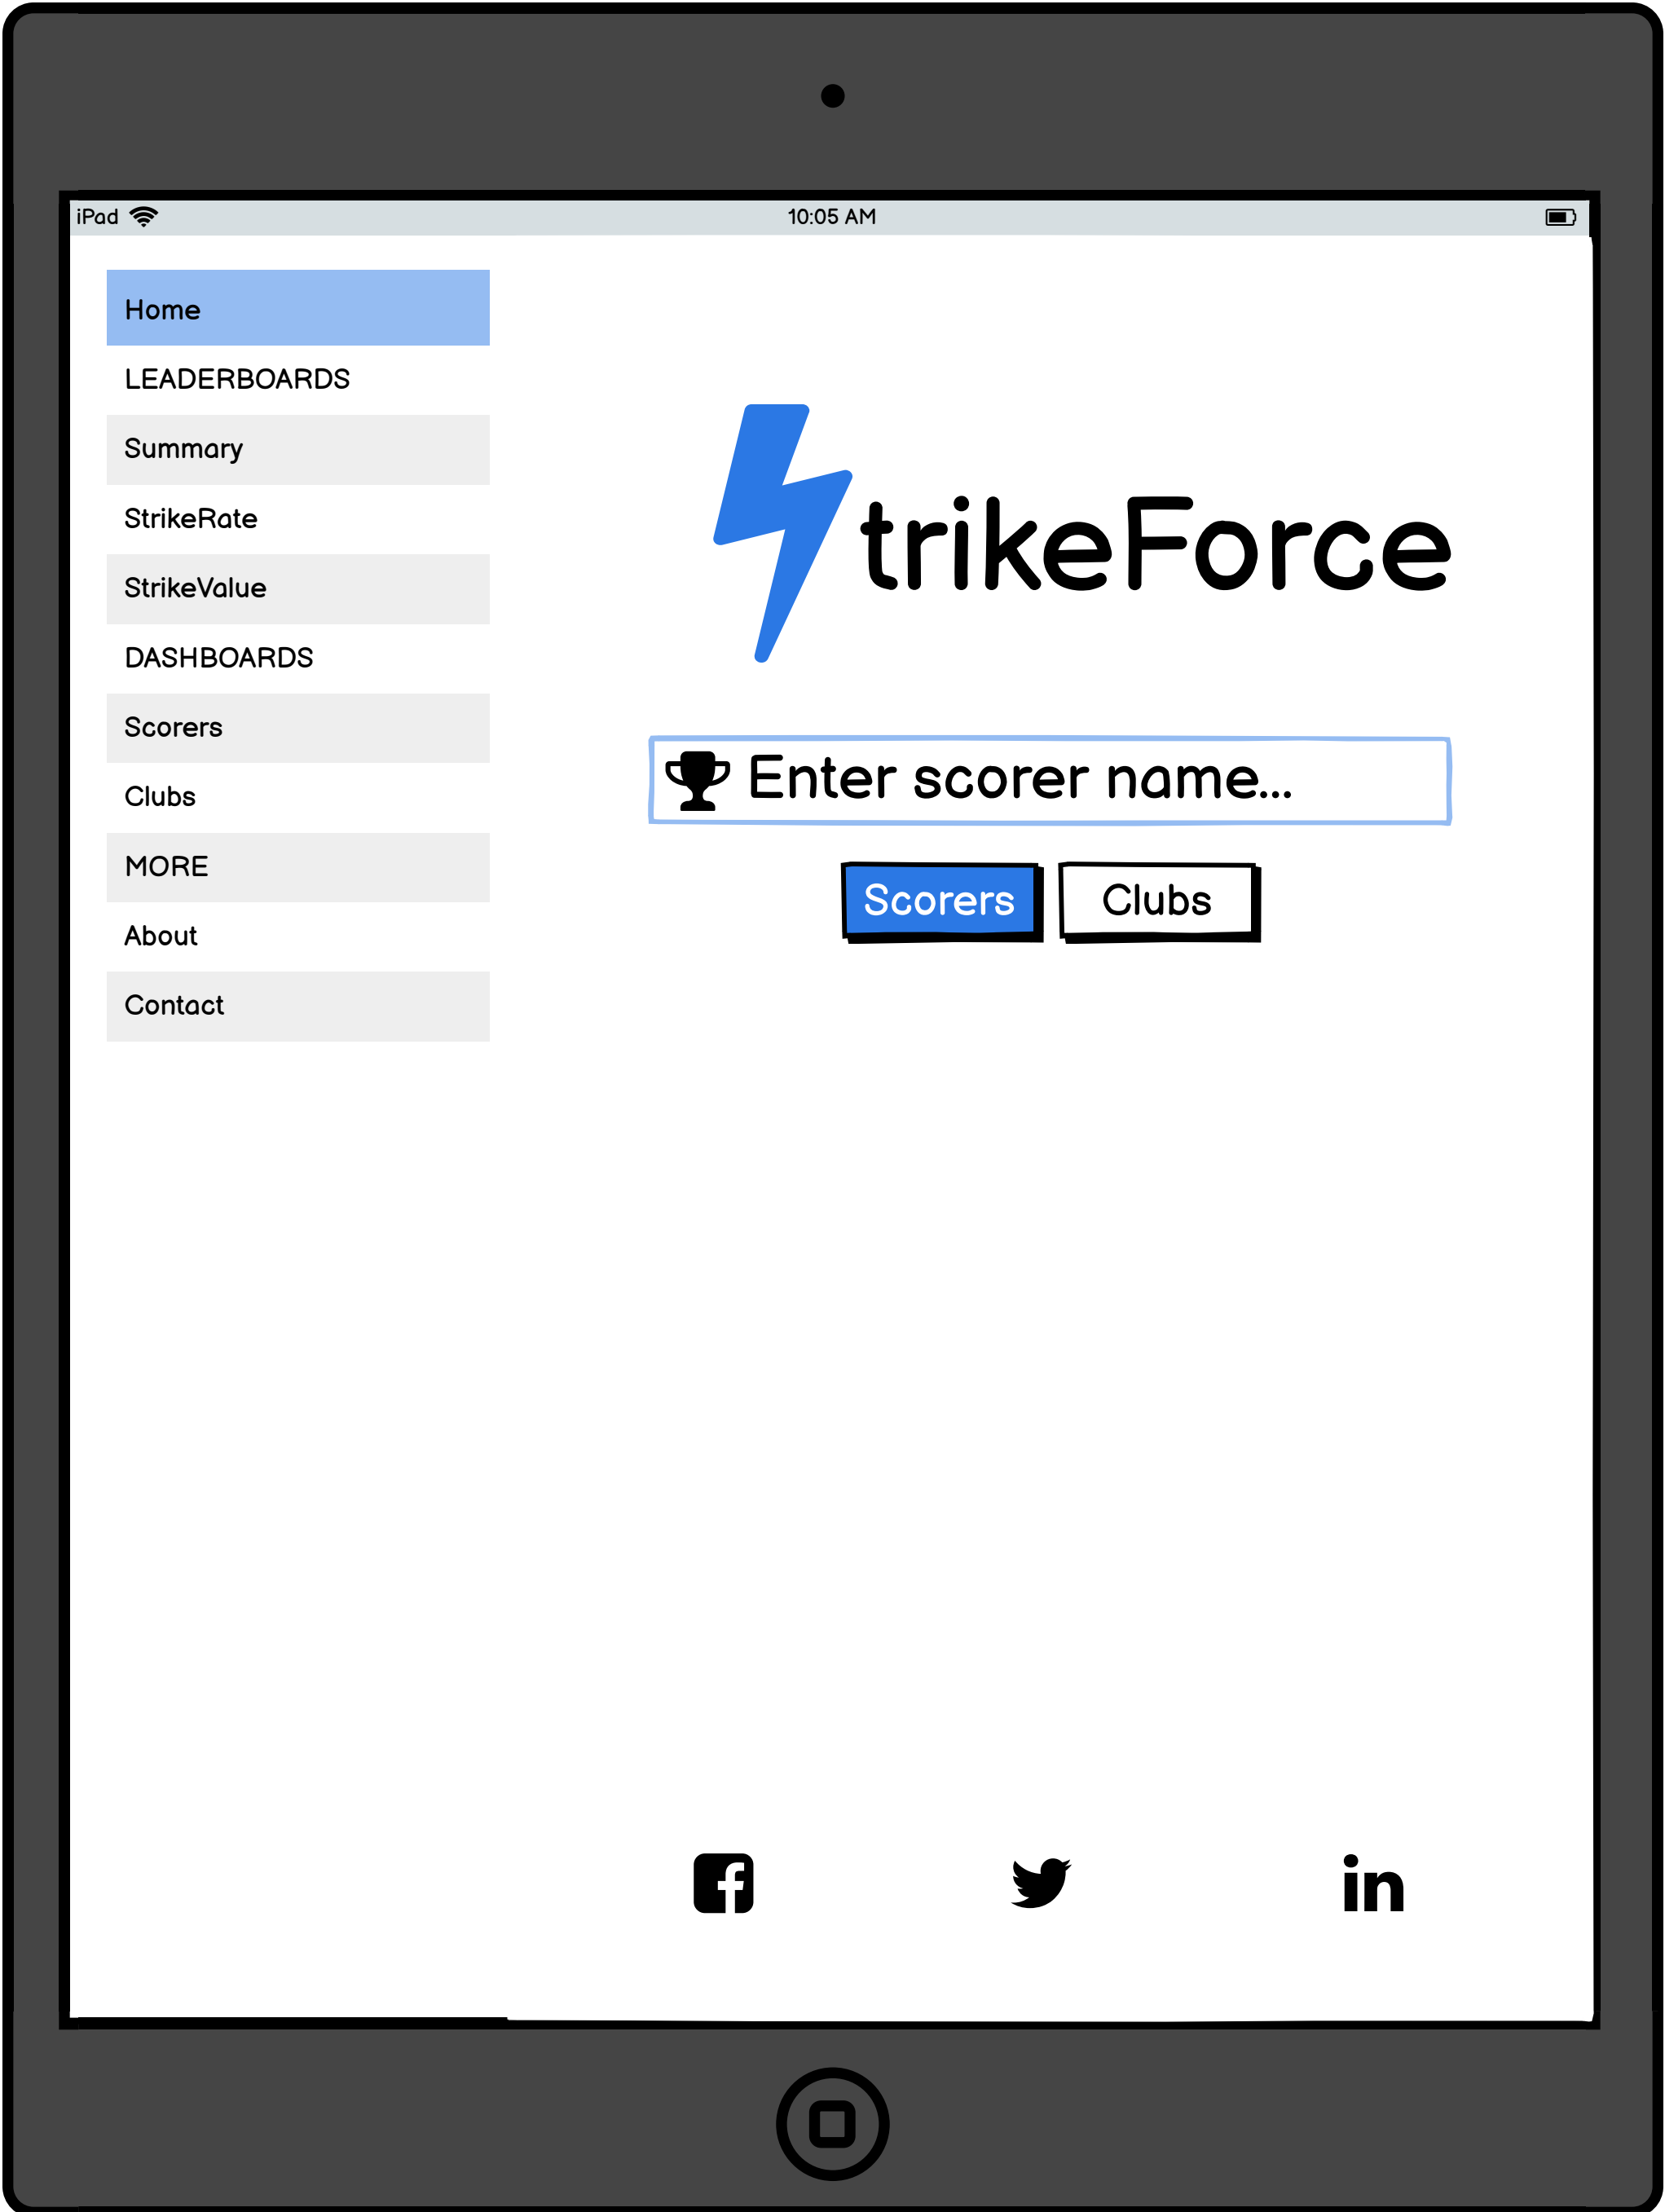 iPad 10:05 AM
Home
LEADERBOARDS
Summary
StrikeRate
StrikeValue
DASHBOARDS
Scorers
Clubs
MORE
About
Contact
trikeForce
Enter scorer name...
Scorers Clubs
f in